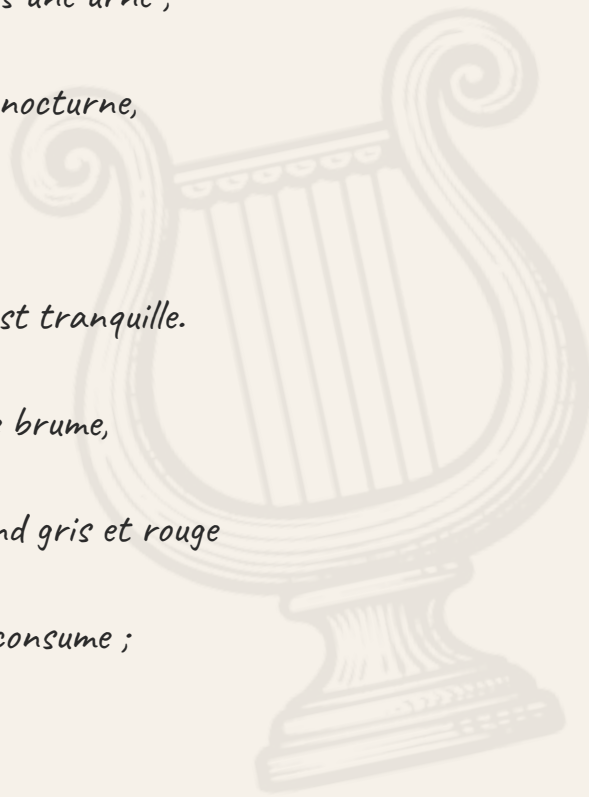 une urne ;
nocturne,
st tranquille.
brume,
nd gris et rouge
consume ;